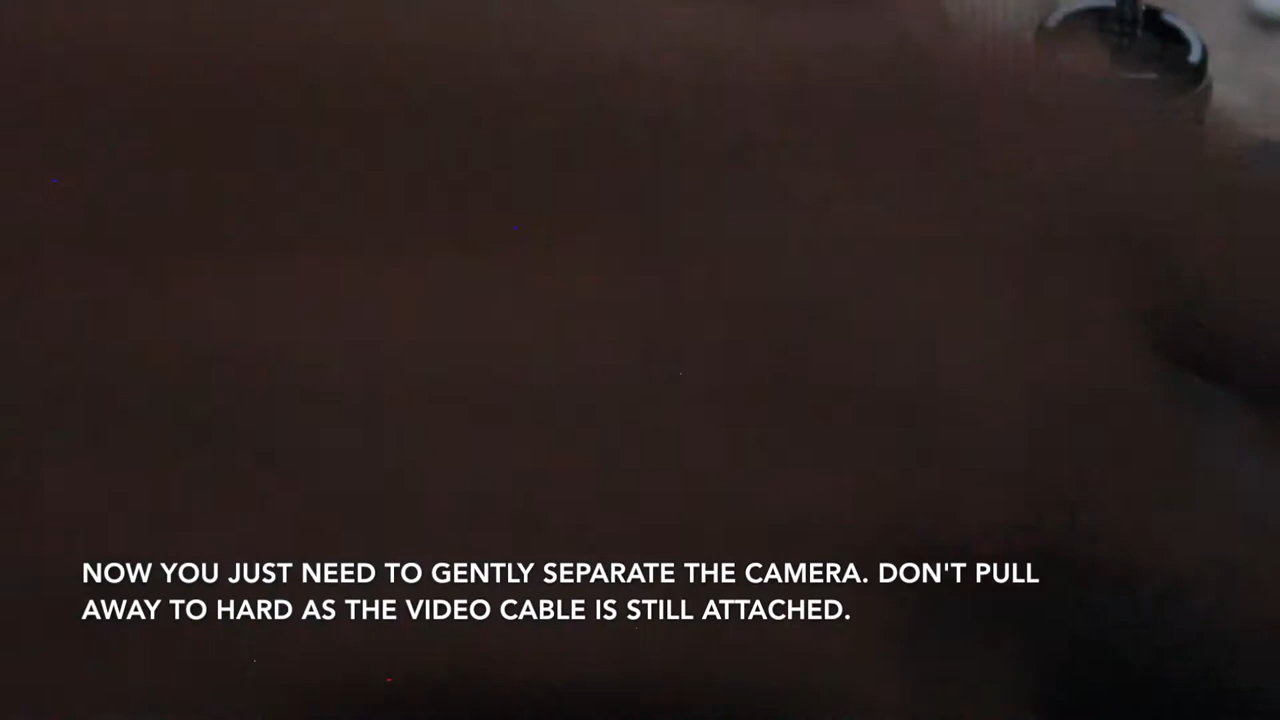 NOW YOU JUST NEED TO GENTLY SEPARATE THE CAMERA. DON'T PULL
AWAY TO HARD AS THE VIDEO CABLE IS STILL ATTACHED.